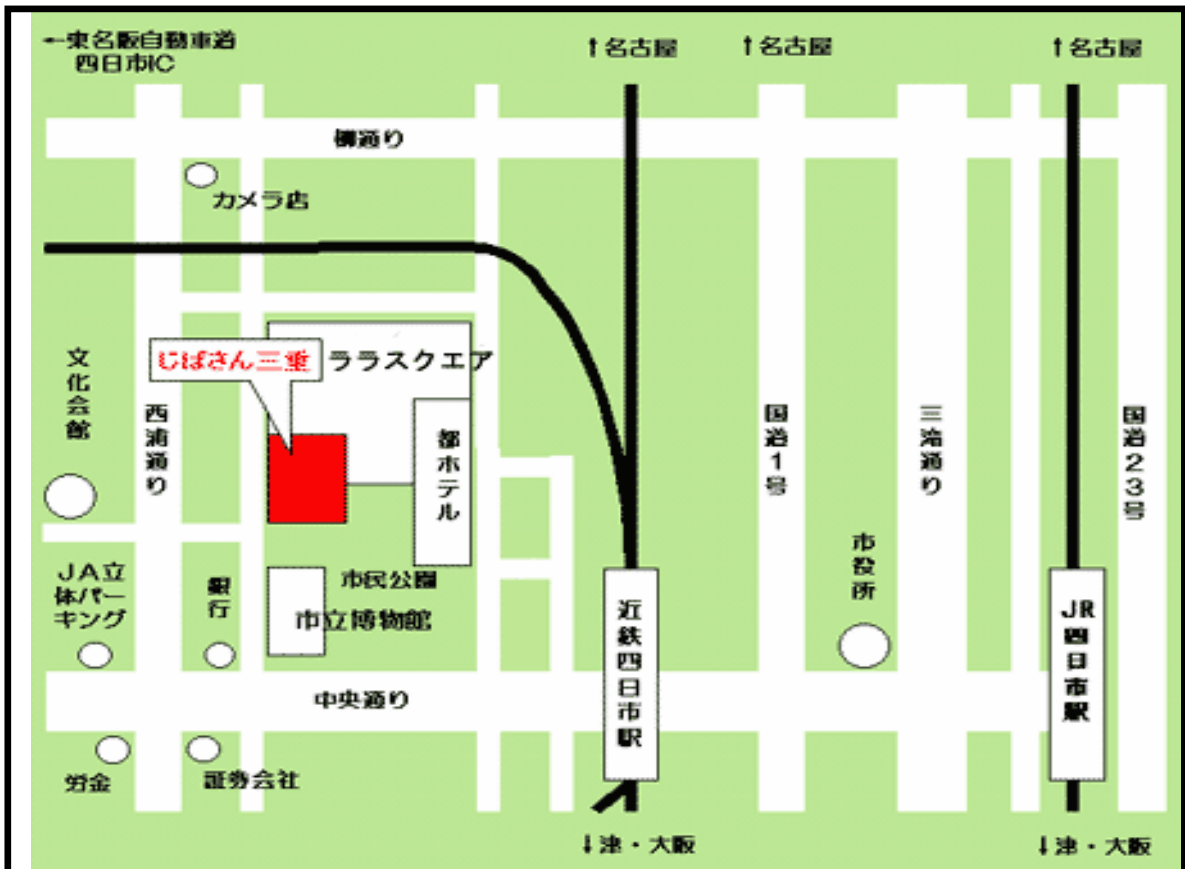 ←東名阪自動車道
四日市IC
↑名古屋
↑名古屋
↑名古屋
柳通り
カメラ店
文化会館
じばさん三重
ララスクエア
西浦通り
都ホテル
国道1号
三滝通り
国道23号
JA立
体パー
キング
銀行
市民公園
市立博物館
近鉄四日市駅
市役所
JR四日市駅
中央通り
労金
証券会社
↓津・大阪
↓津・大阪